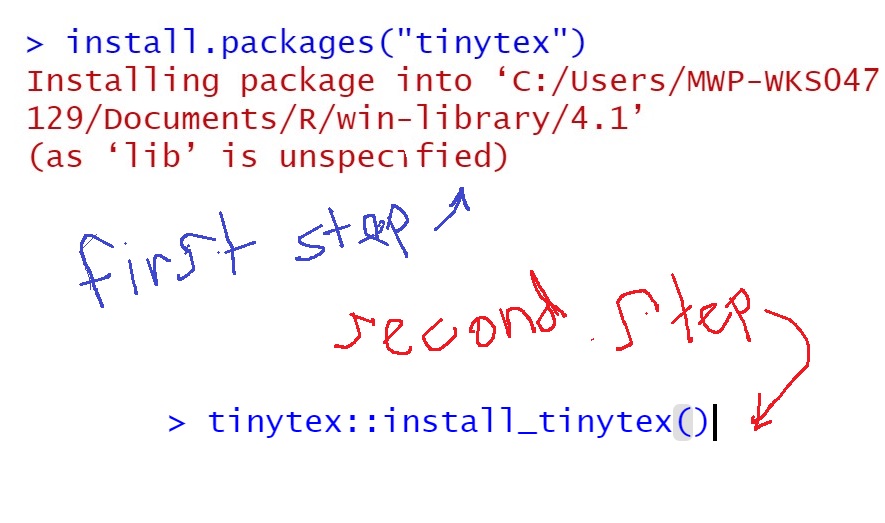 > install.packages("tinytex")
Installing package into ‘C:/Users/MWP-WKS047
129/Documents/R/win-library/4.1’
(as ‘lib’ is unspecified)
first step
second step
> tinytex::install_tinytex()